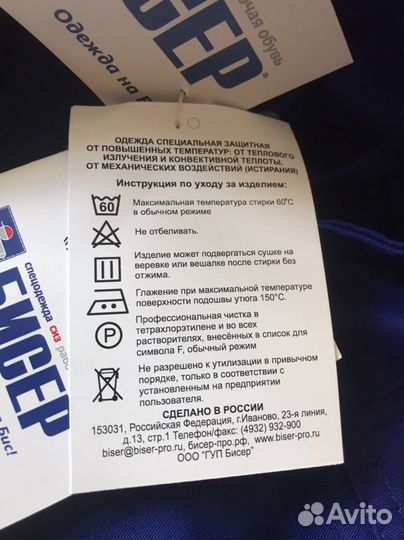 рабочая обувь
БИСЕР®
Одежда на
ОДЕЖДА СПЕЦИАЛЬНАЯ ЗАЩИТНАЯ
ОТ ПОВЫШЕННЫХ ТЕМПЕРАТУР: ОТ ТЕПЛОВОГО
ИЗЛУЧЕНИЯ И КОНВЕКТИВНОЙ ТЕПЛОТЫ,
ОТ МЕХАНИЧЕСКИХ ВОЗДЕЙСТВИЙ (ИСТИРАНИЯ)
Инструкция по уходу за изделием:
60
Максимальная температура стирки 60°С
в обычном режиме
Не отбеливать.
Изделие может подвергаться сушке на
веревке или вешалке после стирки без
отжима.
Глажение при максимальной температуре
поверхности подошвы утюга 150°С.
P
Профессиональная чистка в
тетрахлорэтилене и во всех
растворителях, внесённых в список для
символа F, обычный режим
Не разрешено к утилизации в привычном
порядке, только в соответствии с
установленным на предприятии
пользователя.
СДЕЛАНО В РОССИИ
153031, Российская Федерация, г.Иваново, 23-я линия,
д.13, стр.1 Телефон/факс: (4932) 932-900
biser@biser-pro.ru, бисер-про.рф, www.biser-pro.ru
ООО "ГУП Бисер"
спецодежда сиз рабо
БИСЕР
Бис!
Avito